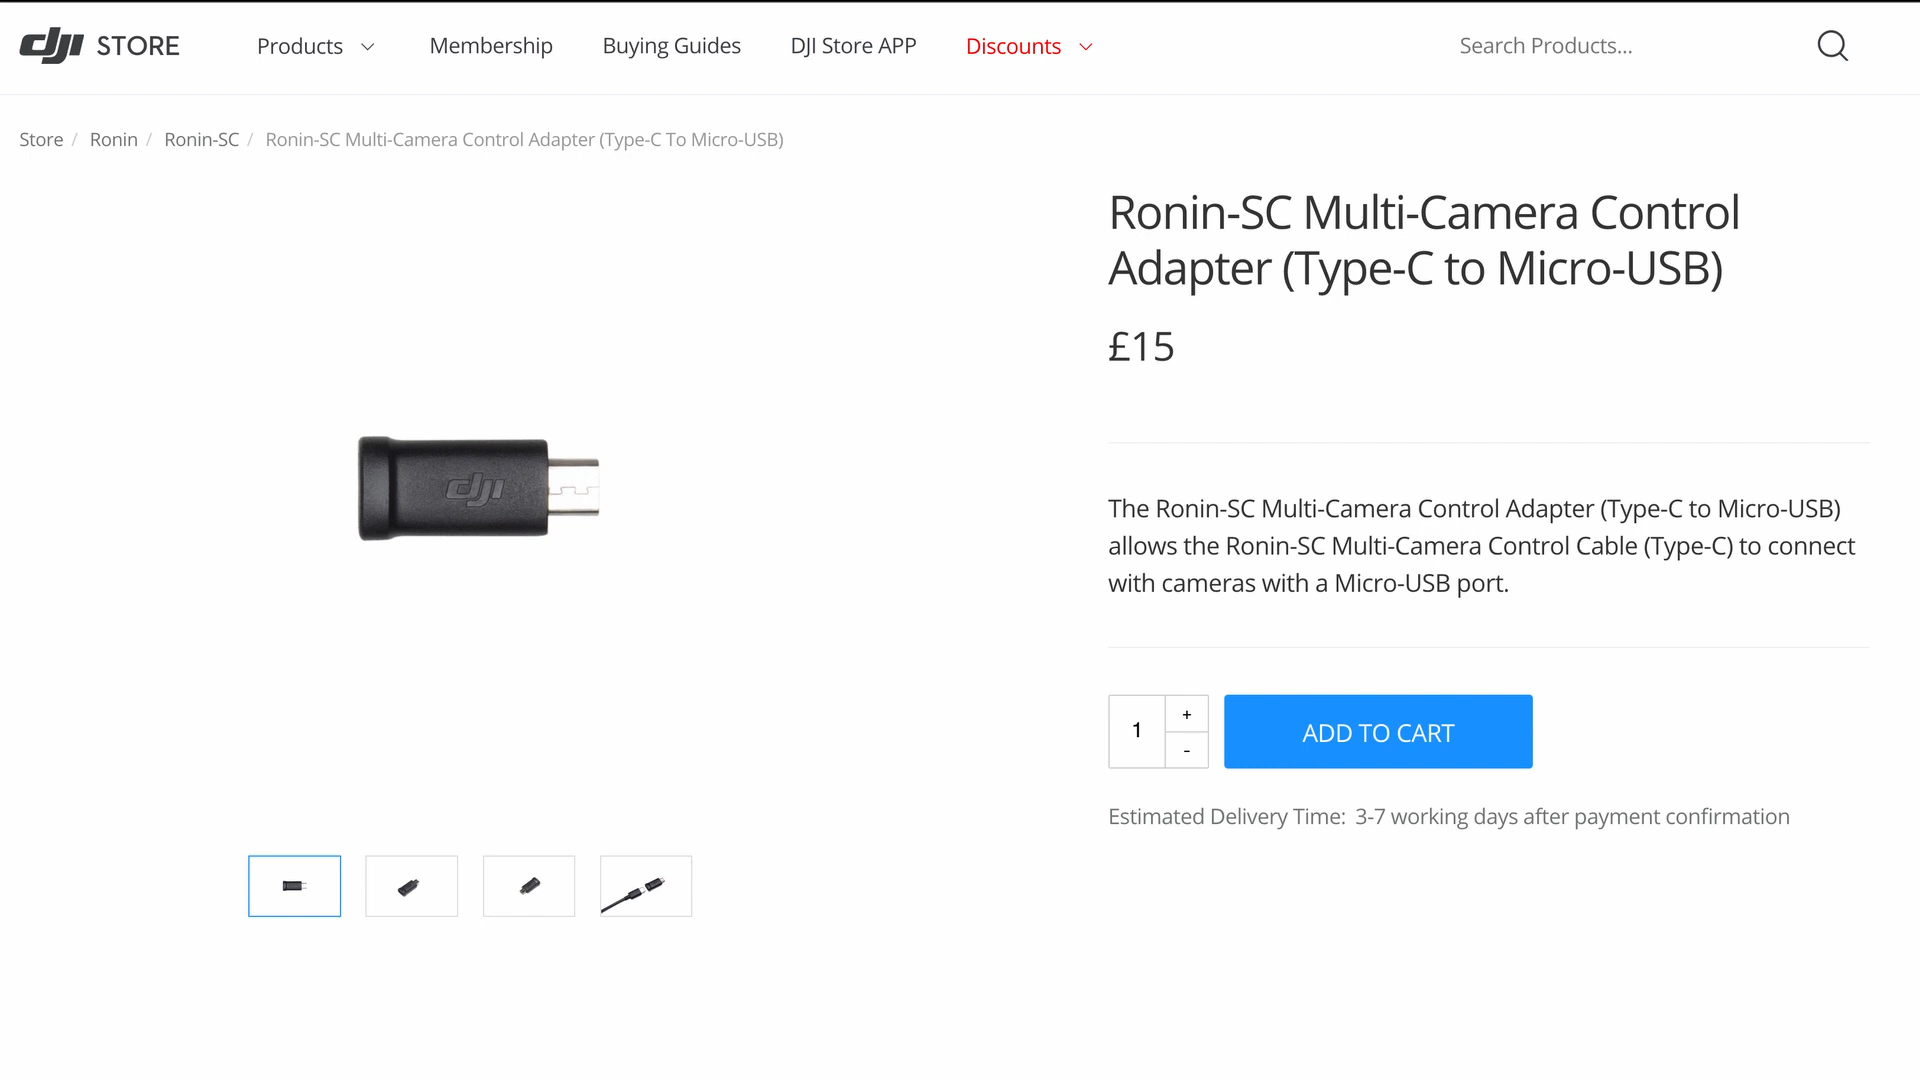 dji STORE
Products
Membership
Buying Guides
DJI Store APP
Discounts
Search Products...
Store / Ronin / Ronin-SC / Ronin-SC Multi-Camera Control Adapter (Type-C To Micro-USB)
Ronin-SC Multi-Camera Control
Adapter (Type-C to Micro-USB)
£15
dji
The Ronin-SC Multi-Camera Control Adapter (Type-C to Micro-USB)
allows the Ronin-SC Multi-Camera Control Cable (Type-C) to connect
with cameras with a Micro-USB port.
1
+
-
ADD TO CART
Estimated Delivery Time: 3-7 working days after payment confirmation